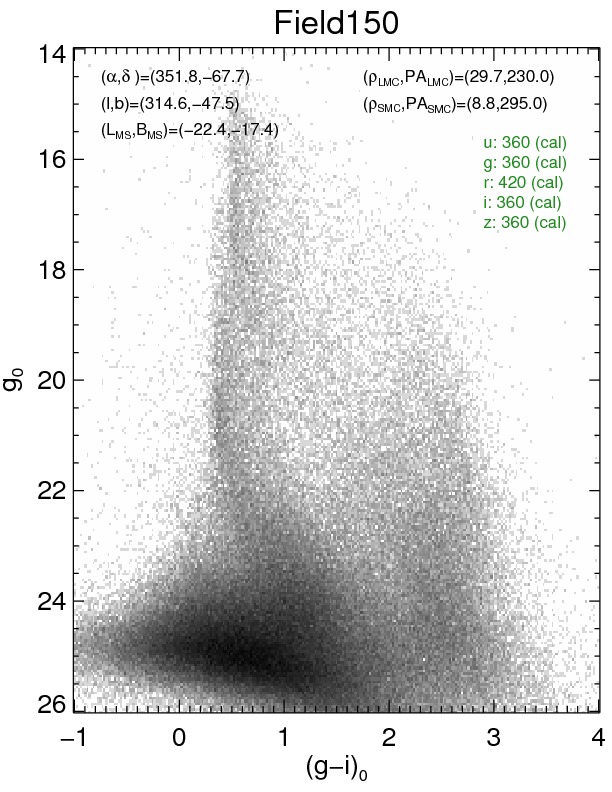 Field150
(α,δ)=(351.8,−67.7)
(ρLMC,PALMC)=(29.7,230.0)
(l,b)=(314.6,−47.5)
(ρSMC,PASMC)=(8.8,295.0)
(LMS,BMS)=(−22.4,−17.4)
u: 360 (cal)
g: 360 (cal)
r: 420 (cal)
i: 360 (cal)
z: 360 (cal)
14
16
18
20
22
24
26
g0
−1 0 1 2 3 4
(g−i)0